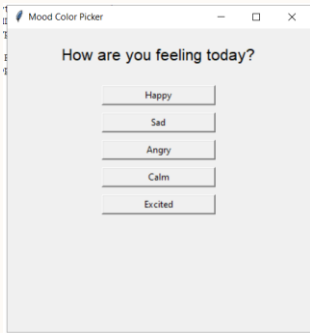 Mood Color Picker
How are you feeling today?
Happy
Sad
Angry
Calm
Excited